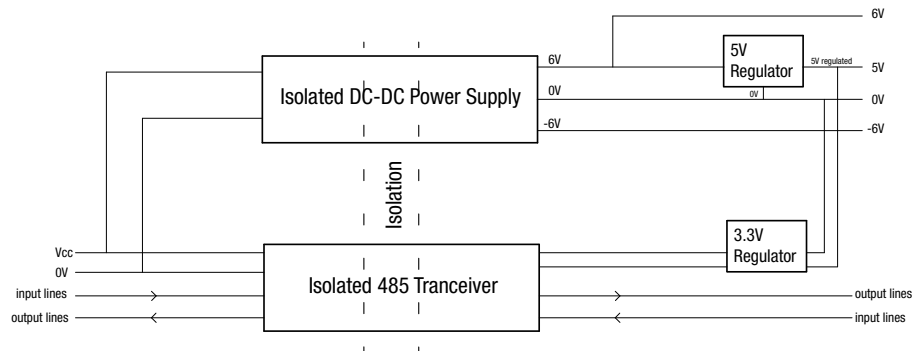 6V
5V
Regulator
6V
5V regulated
5V
Isolated DC-DC Power Supply
0V
0V
0V
-6V
-6V
Isolation
3.3V
Regulator
Vcc
0V
Isolated 485 Tranceiver
input lines
output lines
output lines
input lines